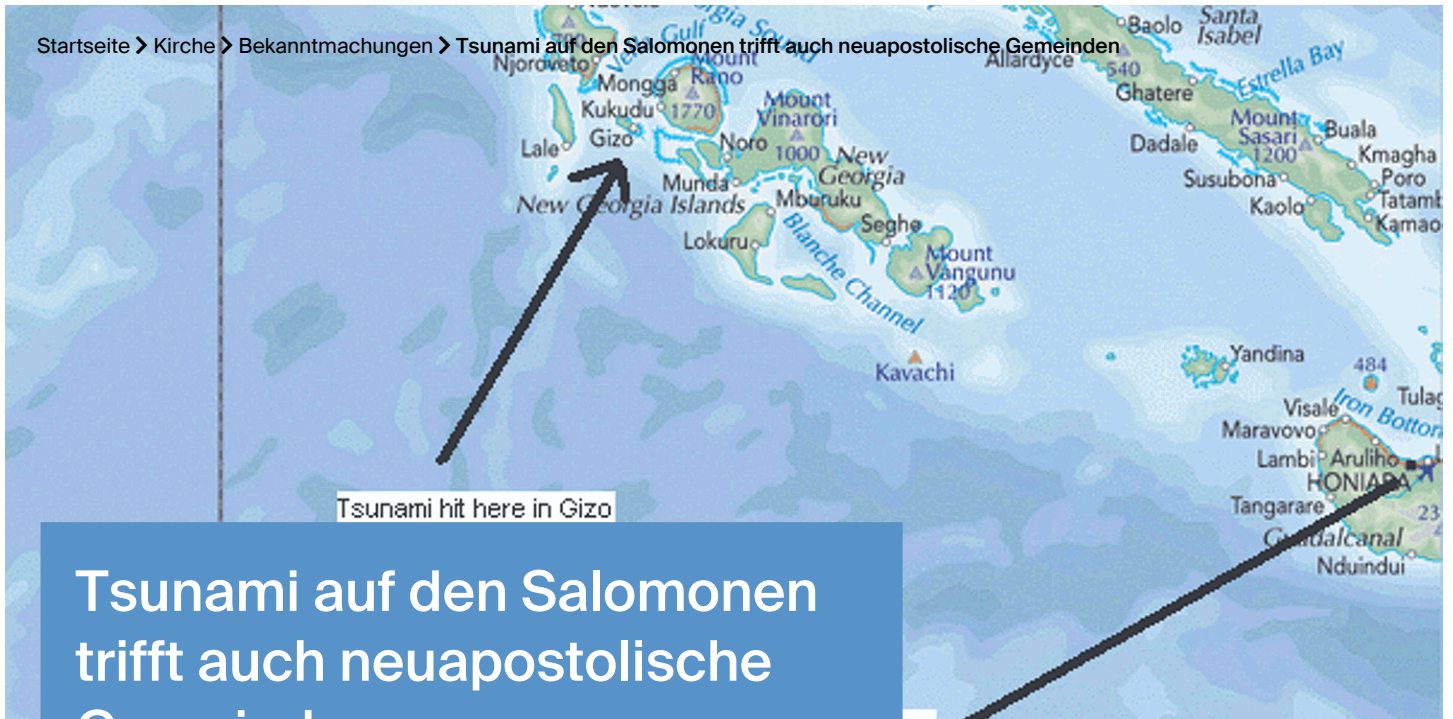 Startseite > Kirche > Bekanntmachungen > Tsunami auf den Salomonen trifft auch neuapostolische Gemeinden
Baolo
Santa
Isabel
Njoroveto
Vella Gulf
Mount
Rano
1770
Allardyce
540
Estrella Bay
Mongga
Kukudu
Gizo
Lale
Mount
Vinarori
1000
Noro
New
Georgia
Ghatere
Mount
Sasari
1200
Buala
Dadale
Kmagha
Susubona
Poro
Kaolo
Munda
New Georgia Islands
Mburuku
Seghe
Lokuru
Blanche Channel
Mount
Vangunu
1120
Kavachi
Yandina
484
Visale
Maravovo
Lambi
Aruliho
HONIARA
Tangarare
Guadalcanal
Nduindui
Tsunami hit here in Gizo
Tsunami auf den Salomonen
trifft auch neuapostolische